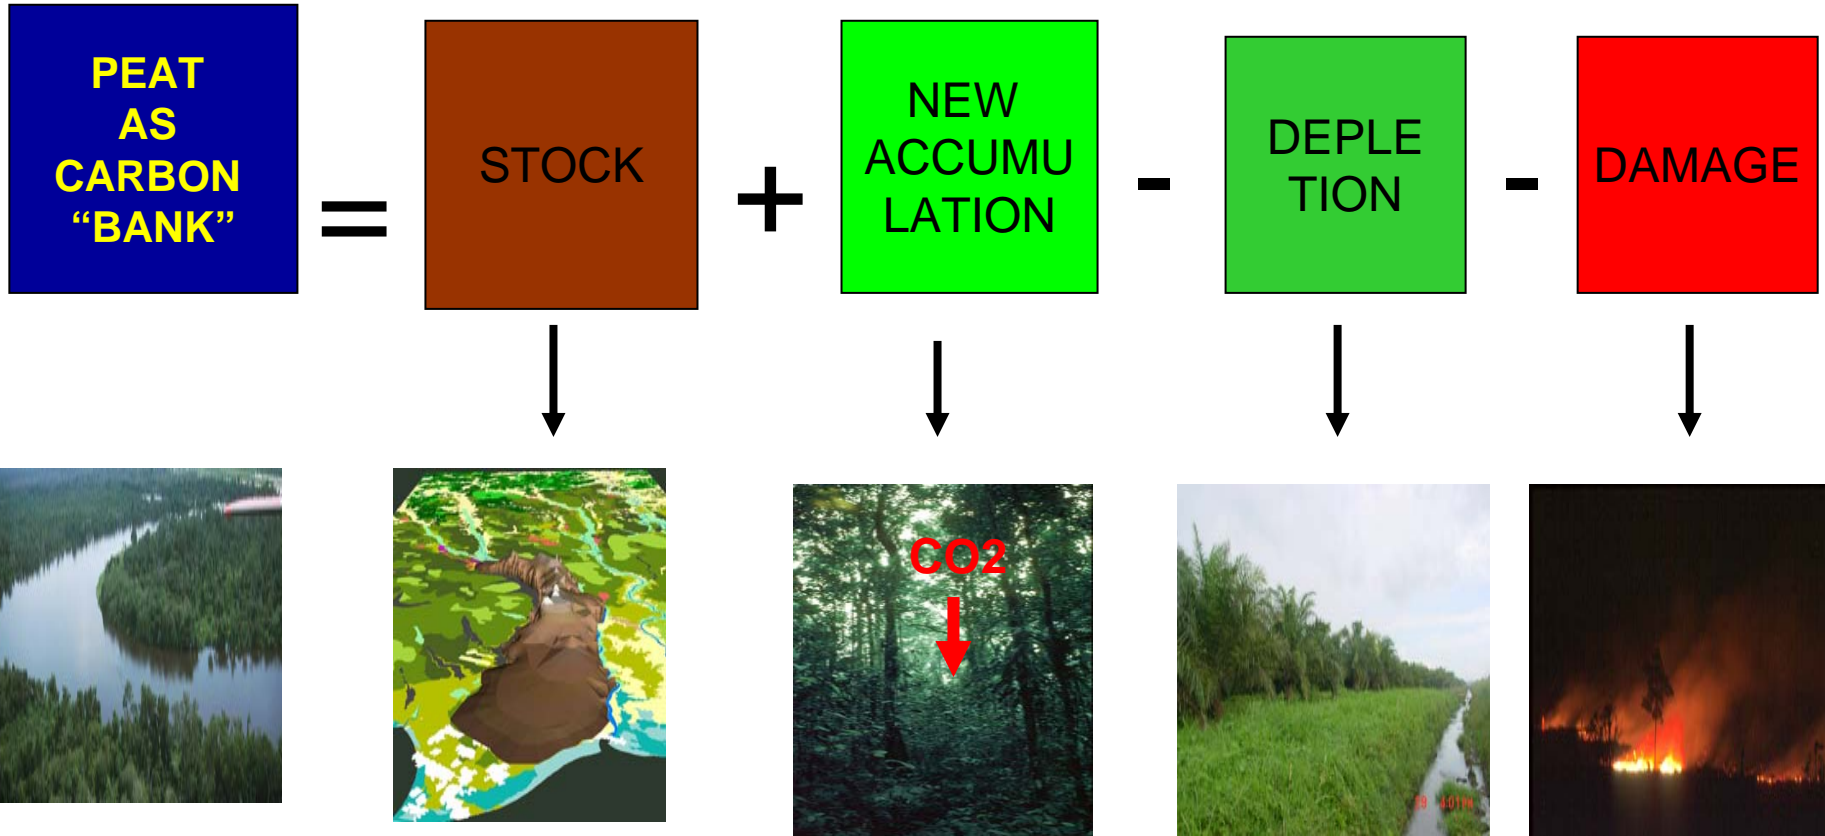 PEAT
AS
CARBON
“BANK”
=
STOCK
+
NEW
ACCUMU
LATION
-
DEPLE
TION
-
DAMAGE
CO2